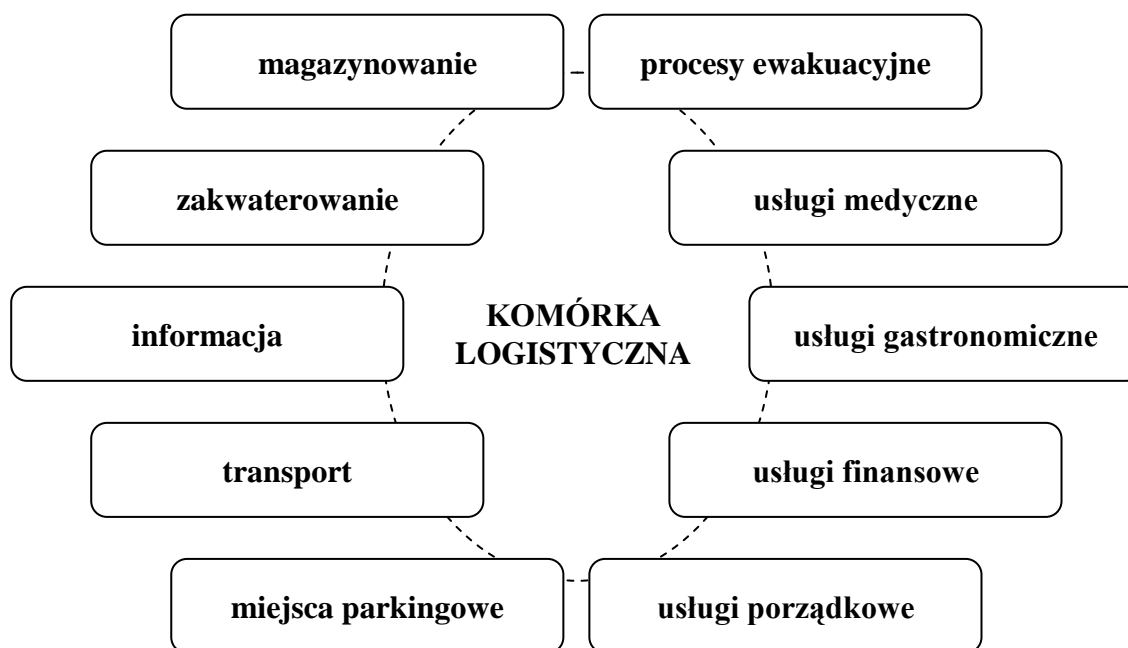 magazynowanie
procesy ewakuacyjne
zakwaterowanie
usługi medyczne
informacja
KOMÓRKA
LOGISTYCZNA
usługi gastronomiczne
transport
usługi finansowe
miejsca parkingowe
usługi porządkowe